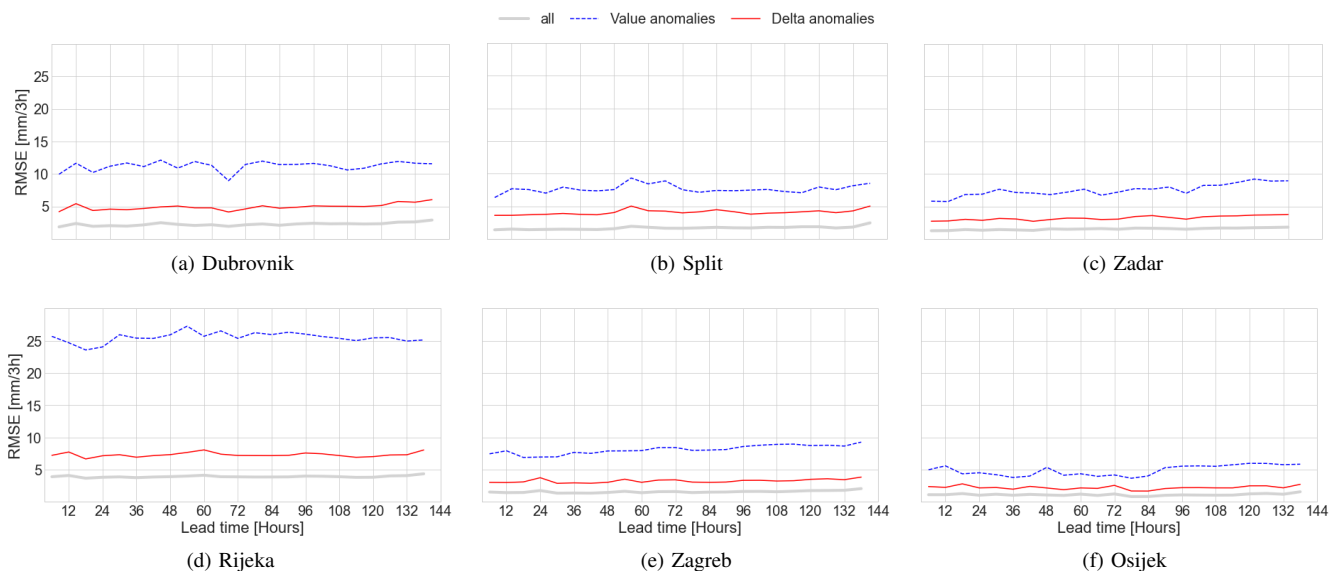 all Value anomalies Delta anomalies
RMSE [mm/3h]
25
20
15
10
5
(a) Dubrovnik
(b) Split
(c) Zadar
RMSE [mm/3h]
25
20
15
10
5
12 24 36 48 60 72 84 96 108 120 132 144
Lead time [Hours]
(d) Rijeka
12 24 36 48 60 72 84 96 108 120 132 144
Lead time [Hours]
(e) Zagreb
12 24 36 48 60 72 84 96 108 120 132 144
Lead time [Hours]
(f) Osijek